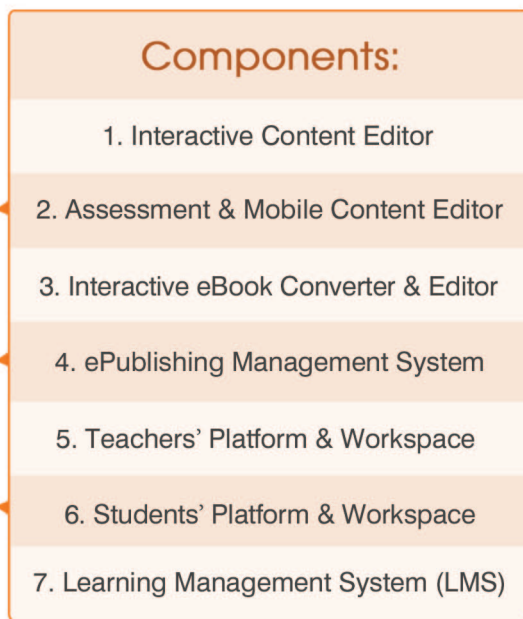 Components:
1. Interactive Content Editor
2. Assessment & Mobile Content Editor
3. Interactive eBook Converter & Editor
4. ePublishing Management System
5. Teachers’ Platform & Workspace
6. Students’ Platform & Workspace
7. Learning Management System (LMS)